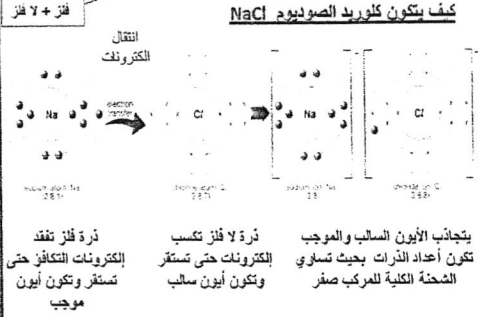 كيف يتكون كلوريد الصوديوم NaCl
فلز + لا فلز
انتقال
الكترونات
electron
transfer
Na
Cl
Na
Cl
ذرة فلز تفقد
إلكترونات التكافؤ حتى
تستقر وتكون أيون
موجب
ذرة لا فلز تكسب
إلكترونات حتى تستقر
وتكون أيون سالب
يتجاذب الأيون السالب والموجب
تكون أعداد الذرات بحيث تساوي
الشحنة الكلية للمركب صفر